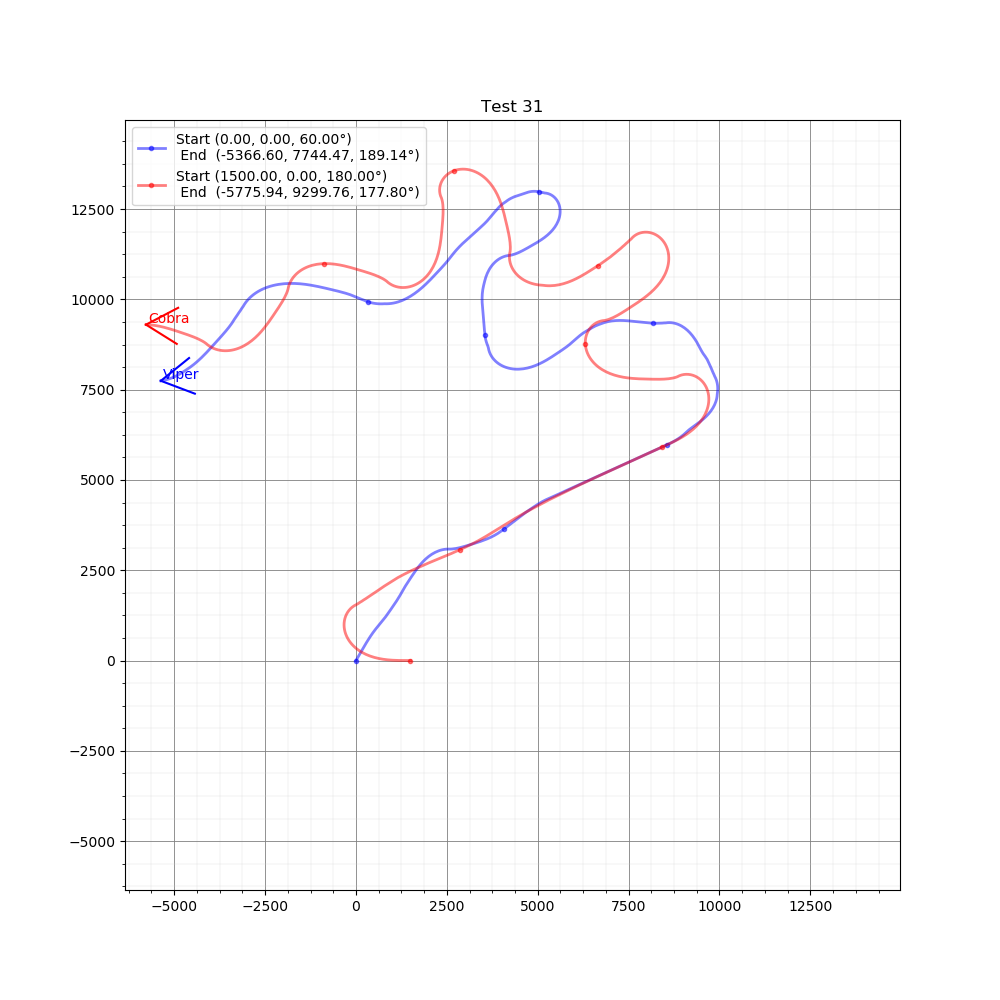 Test 31
Start (0.00, 0.00, 60.00°)
End  (-5366.60, 7744.47, 189.14°)
Start (1500.00, 0.00, 180.00°)
End  (-5775.94, 9299.76, 177.80°)
12500
10000
7500
5000
2500
0
−2500
−5000
Cobra
Viper
−5000 −2500 0 2500 5000 7500 10000 12500